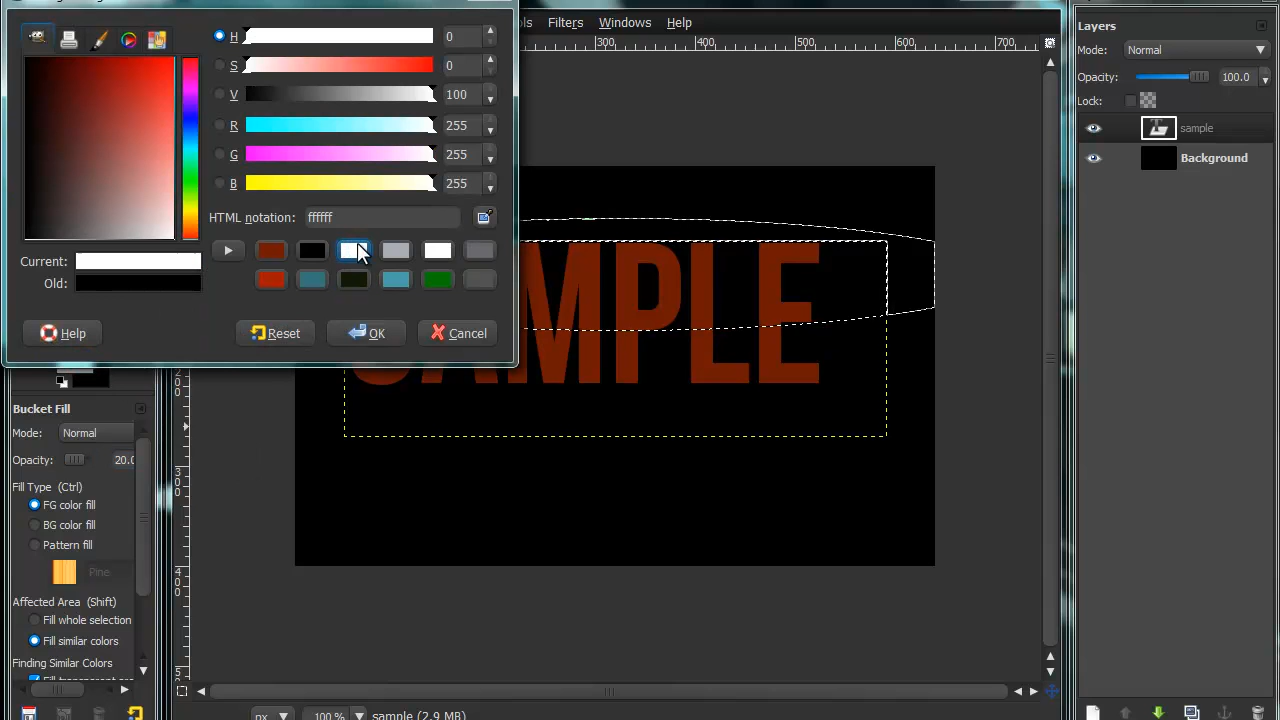 ols Filters Windows Help
H 0
S 0
V 100
R 255
G 255
B 255
HTML notation: ffffff
Current:
Old:
Help Reset OK Cancel
300 400 500 600 700
SAMPLE
Bucket Fill
Mode: Normal
Opacity: 20.0
Fill Type (Ctrl)
FG color fill
BG color fill
Pattern fill
Pine
Affected Area (Shift)
Fill whole selection
Fill similar colors
Finding Similar Colors
px 100 % sample (2.9 MB)
Layers
Mode: Normal
Opacity: 100.0
Lock:
sample
Background